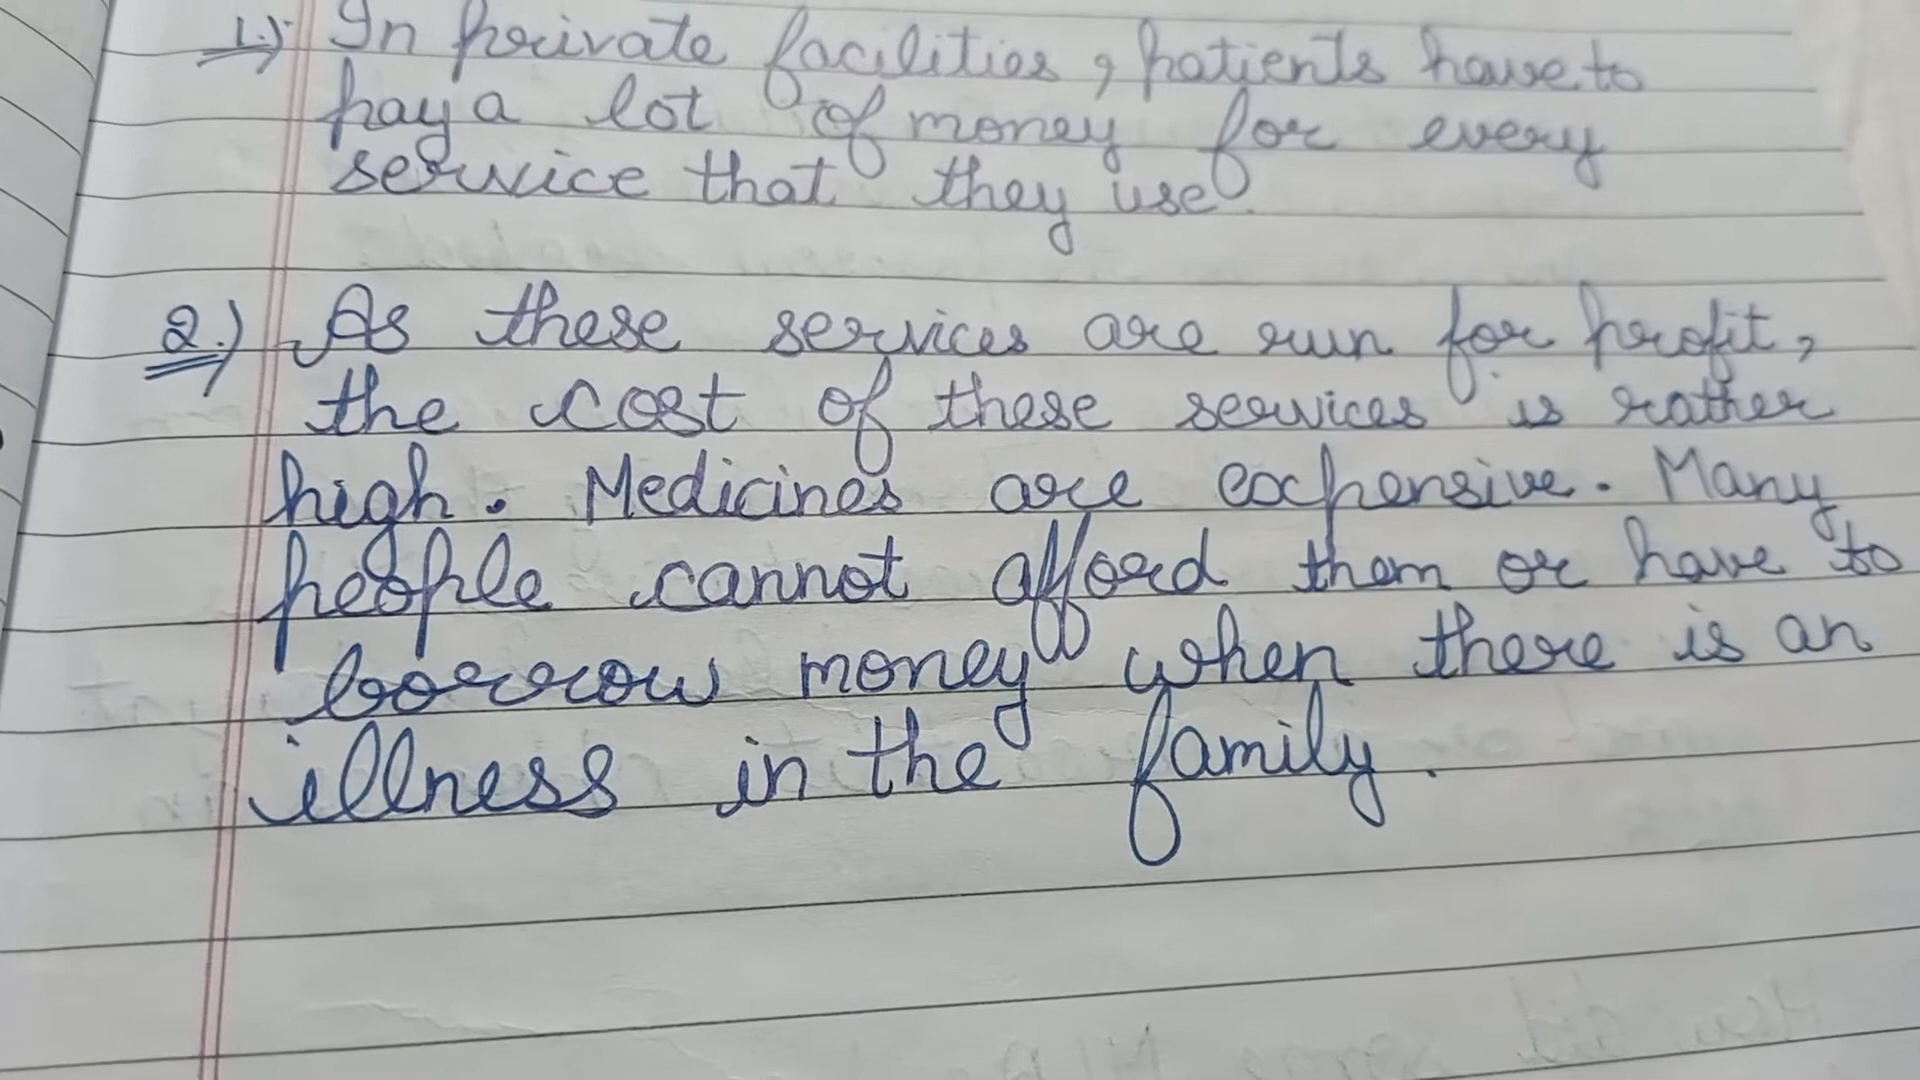 1.) In private facilities, patients have to
pay a lot of money for every
service that they use.
2.) As these services are run for profit,
the cost of these services is rather
high. Medicines are expensive. Many
people cannot afford them or have to
borrow money when there is an
illness in the family.